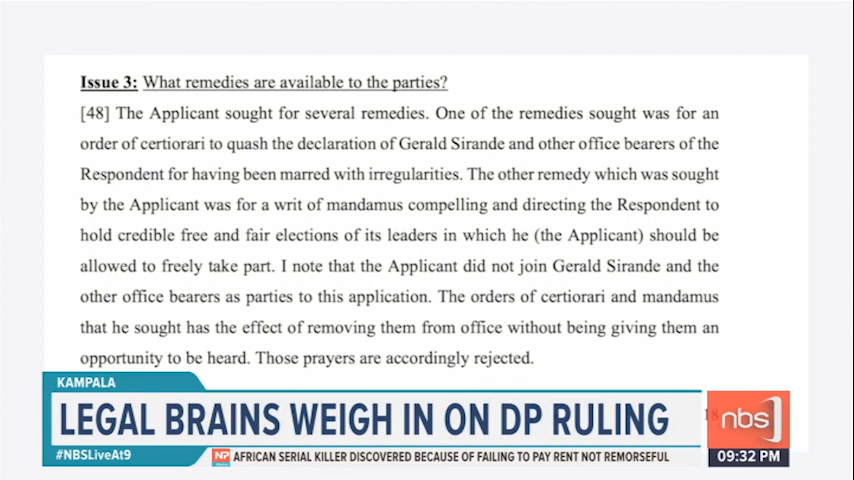 Issue 3: What remedies are available to the parties?
[48] The Applicant sought for several remedies. One of the remedies sought was for an
order of certiorari to quash the declaration of Gerald Sirande and other office bearers of the
Respondent for having been marred with irregularities. The other remedy which was sought
by the Applicant was for a writ of mandamus compelling and directing the Respondent to
hold credible free and fair elections of its leaders in which he (the Applicant) should be
allowed to freely take part. I note that the Applicant did not join Gerald Sirande and the
other office bearers as parties to this application. The orders of certiorari and mandamus
that he sought has the effect of removing them from office without being giving them an
opportunity to be heard. Those prayers are accordingly rejected.
KAMPALA
LEGAL BRAINS WEIGH IN ON DP RULING
nbs
#NBSLiveAt9
NP
AFRICAN SERIAL KILLER DISCOVERED BECAUSE OF FAILING TO PAY RENT NOT REMORSEFUL
09:32 PM